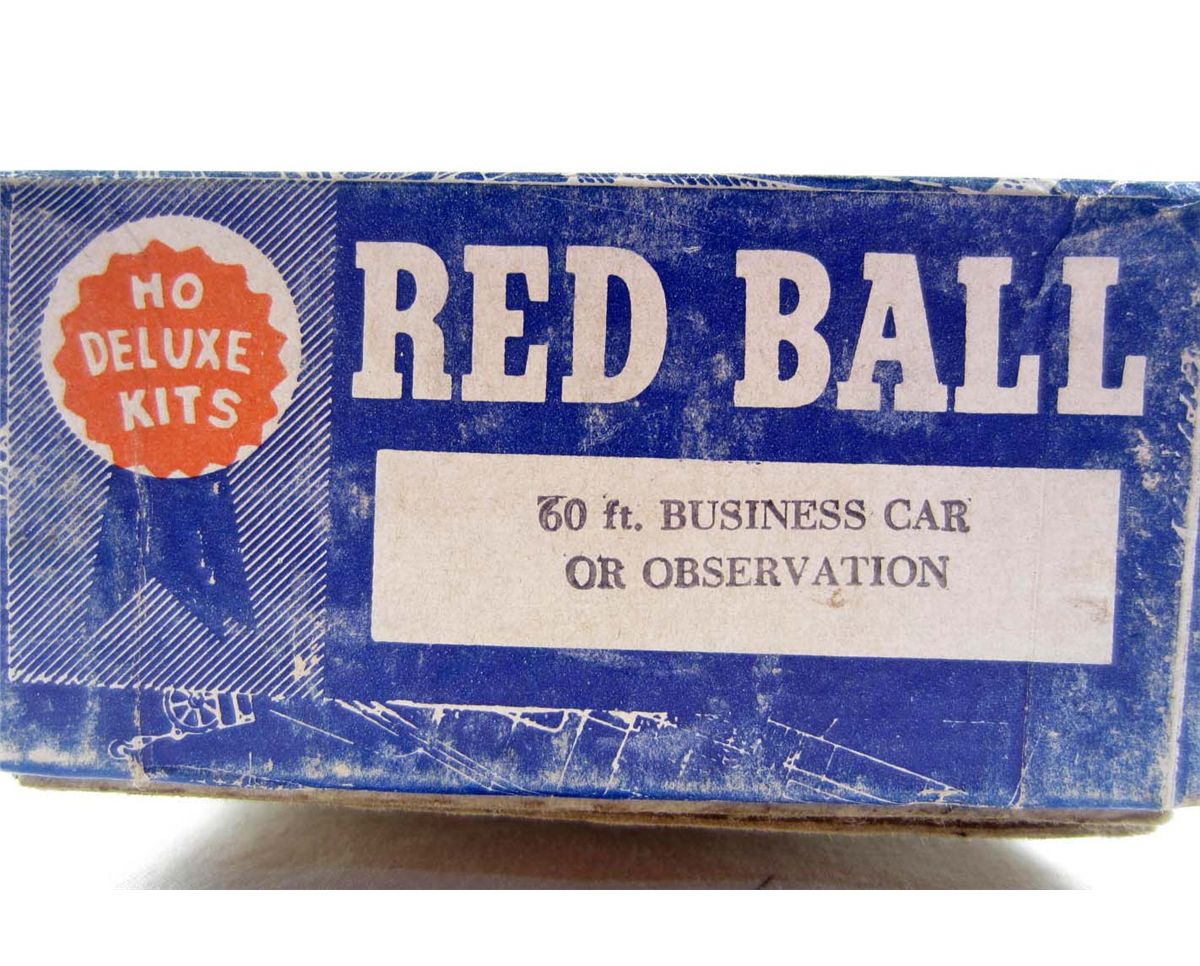 HO
DELUXE
KITS
RED BALL
60 ft. BUSINESS CAR
OR OBSERVATION